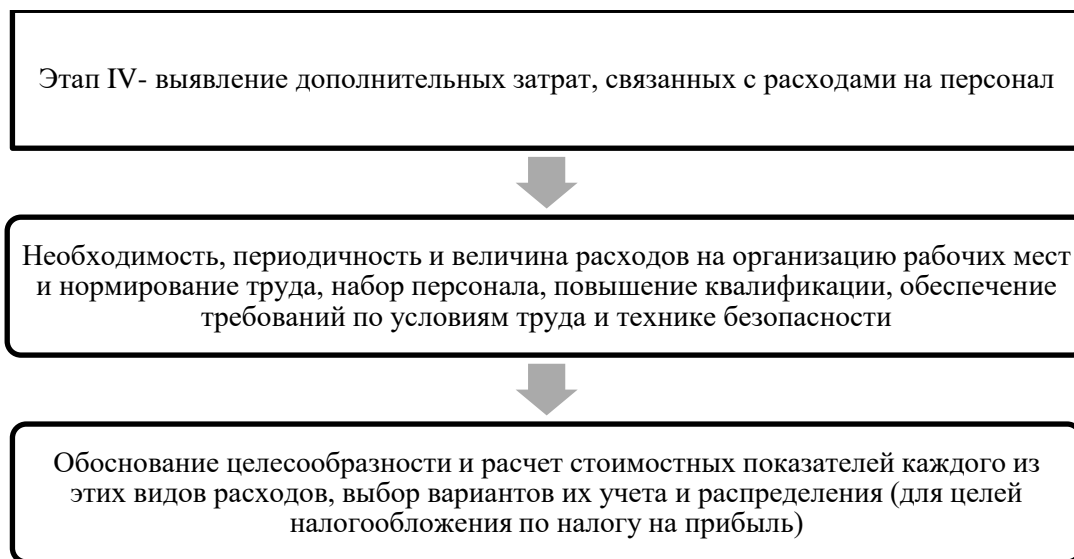 Этап IV- выявление дополнительных затрат, связанных с расходами на персонал
Необходимость, периодичность и величина расходов на организацию рабочих мест
и нормирование труда, набор персонала, повышение квалификации, обеспечение
требований по условиям труда и технике безопасности
Обоснование целесообразности и расчет стоимостных показателей каждого из
этих видов расходов, выбор вариантов их учета и распределения (для целей
налогообложения по налогу на прибыль)